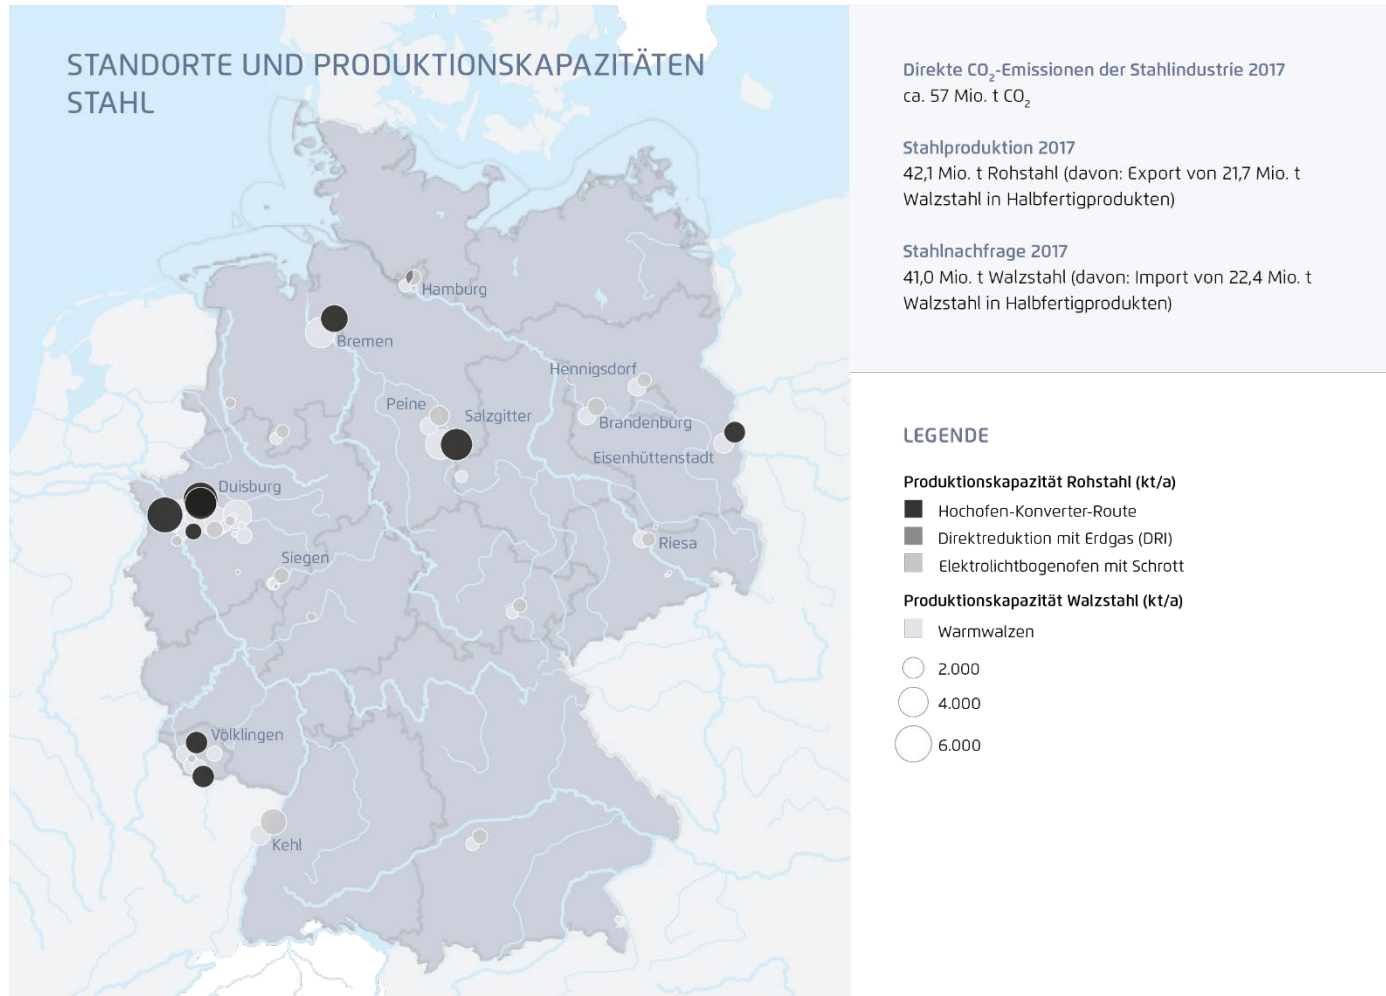 STANDORTE UND PRODUKTIONSKAPAZITÄTEN
STAHL
Hamburg
Bremen
Hennigsdorf
Peine
Salzgitter
Brandenburg
Eisenhüttenstadt
Duisburg
Siegen
Riesa
Völklingen
Kehl
Direkte CO₂-Emissionen der Stahlindustrie 2017
ca. 57 Mio. t CO₂
Stahlproduktion 2017
42,1 Mio. t Rohstahl (davon: Export von 21,7 Mio. t
Walzstahl in Halbfertigprodukten)
Stahlnachfrage 2017
41,0 Mio. t Walzstahl (davon: Import von 22,4 Mio. t
Walzstahl in Halbfertigprodukten)
LEGENDE
Produktionskapazität Rohstahl (kt/a)
Hochofen-Konverter-Route
Direktreduktion mit Erdgas (DRI)
Elektrolichtbogenofen mit Schrott
Produktionskapazität Walzstahl (kt/a)
Warmwalzen
2.000
4.000
6.000